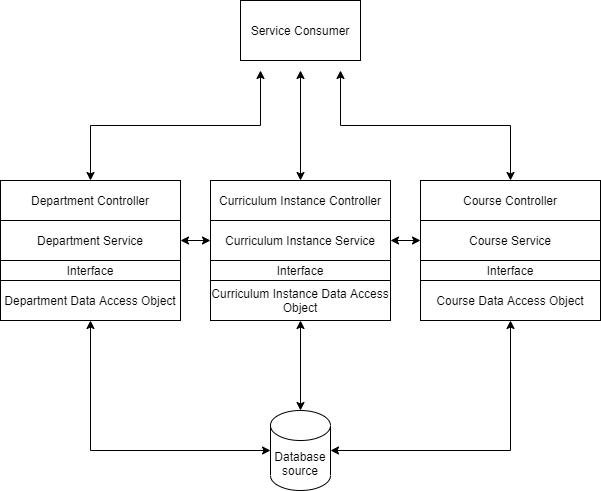 Service Consumer
Department Controller
Curriculum Instance Controller
Course Controller
Department Service
Curriculum Instance Service
Course Service
Interface
Interface
Interface
Department Data Access Object
Curriculum Instance Data Access
Object
Course Data Access Object
Database
source